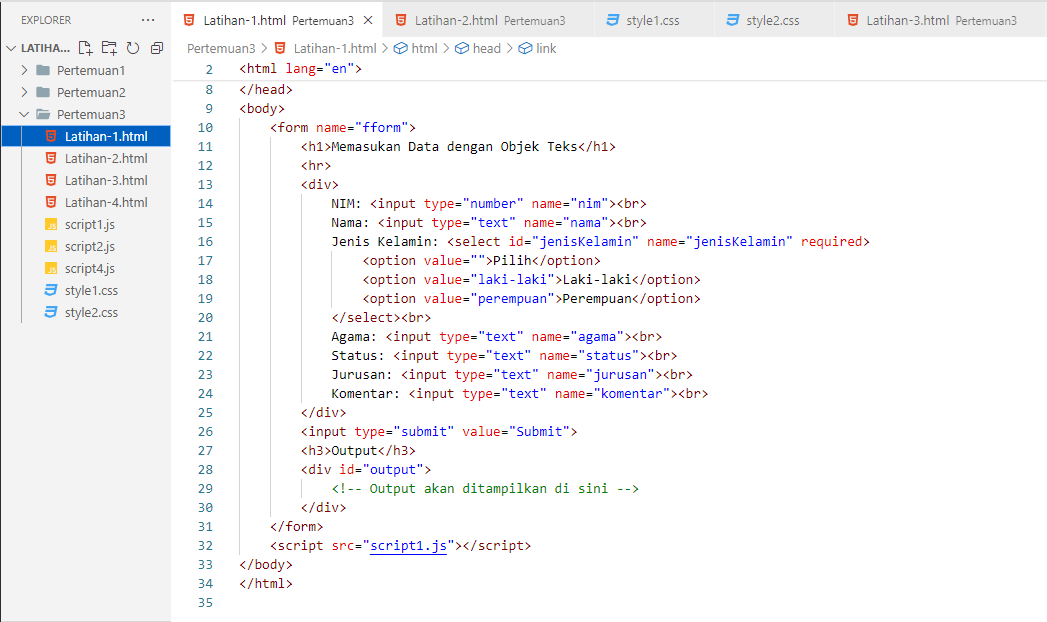 EXPLORER ...
LATIHA...
Pertemuan1
Pertemuan2
Pertemuan3
Latihan-1.html
Latihan-2.html
Latihan-3.html
Latihan-4.html
script1.js
script2.js
script4.js
style1.css
style2.css
Latihan-1.html Pertemuan3 Latihan-2.html Pertemuan3 style1.css style2.css Latihan-3.html Pertemuan3
Pertemuan3 > Latihan-1.html > html > head > link
2 <html lang="en">
8 </head>
9 <body>
10 <form name="fform">
11 <h1>Memasukan Data dengan Objek Teks</h1>
12 <hr>
13 <div>
14 NIM: <input type="number" name="nim"><br>
15 Nama: <input type="text" name="nama"><br>
16 Jenis Kelamin: <select id="jenisKelamin" name="jenisKelamin" required>
17 <option value="">Pilih</option>
18 <option value="laki-laki">Laki-laki</option>
19 <option value="perempuan">Perempuan</option>
20 </select><br>
21 Agama: <input type="text" name="agama"><br>
22 Status: <input type="text" name="status"><br>
23 Jurusan: <input type="text" name="jurusan"><br>
24 Komentar: <input type="text" name="komentar"><br>
25 </div>
26 <input type="submit" value="Submit">
27 <h3>Output</h3>
28 <div id="output">
29 <!-- Output akan ditampilkan di sini -->
30 </div>
31 </form>
32 <script src="script1.js"></script>
33 </body>
34 </html>
35